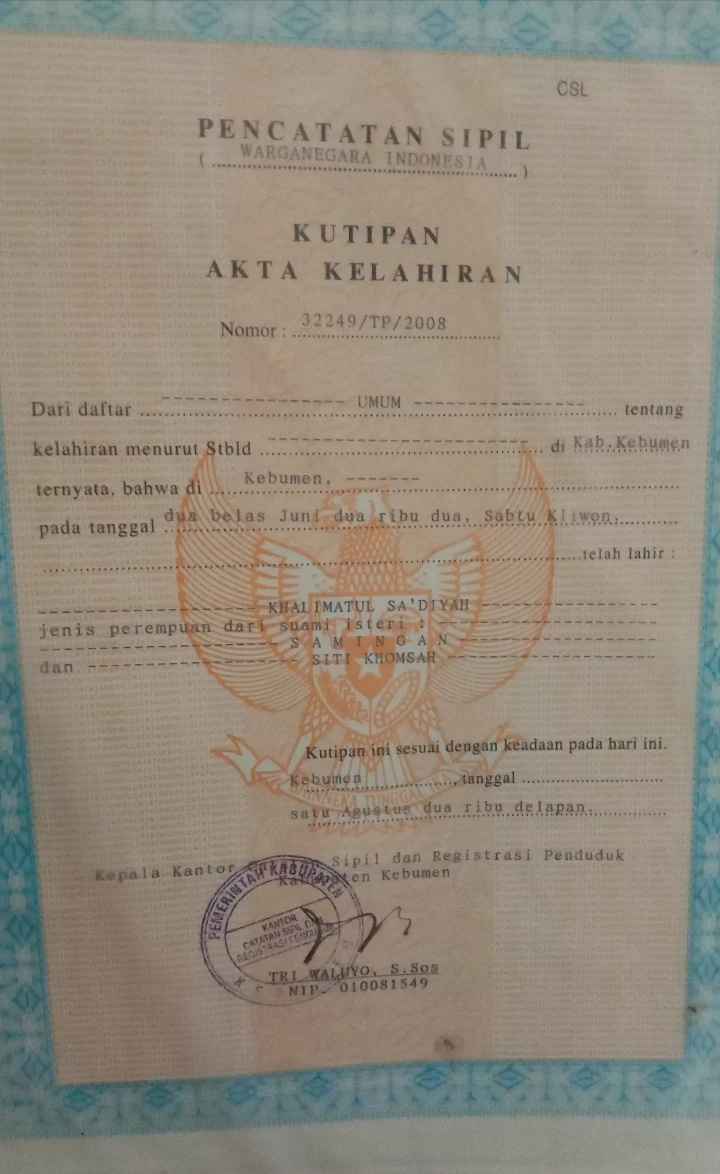 CSL
PENCATATAN SIPIL
( WARGANEGARA INDONESIA )
KUTIPAN
AKTA KELAHIRAN
Nomor : 32249/TP/2008
Dari daftar UMUM tentang
kelahiran menurut Stbld di Kab.Kebumen
ternyata, bahwa di Kebumen,
pada tanggal dua belas Juni dua ribu dua, Sabtu Kliwon,
telah lahir :
KHALIMATUL SA'DIYAH
jenis perempuan dari suami isteri :
S A M I N G A N
dan SITI KHOMSAH
Kutipan ini sesuai dengan keadaan pada hari ini.
Kebumen, tanggal
satu Agustus dua ribu delapan.
Kepala Kantor Sipil dan Registrasi Penduduk
Kabupaten Kebumen
PEMERINTAH KABUPATEN
KANTOR
CATATAN SIPIL DAN
REGISTRASI PENDUDUK
TRI WALUYO, S.Sos
NIP. 010081549